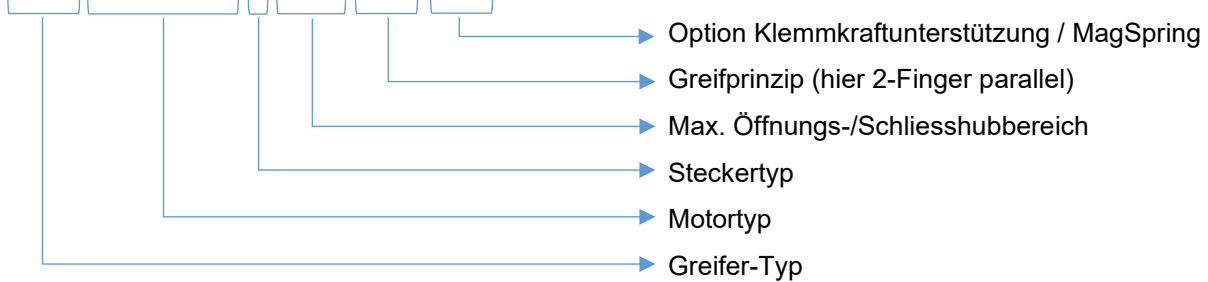 Option Klemmkraftunterstützung / MagSpring
Greifprinzip (hier 2-Finger parallel)
Max. Öffnungs-/Schliesshubbereich
Steckertyp
Motortyp
Greifer-Typ